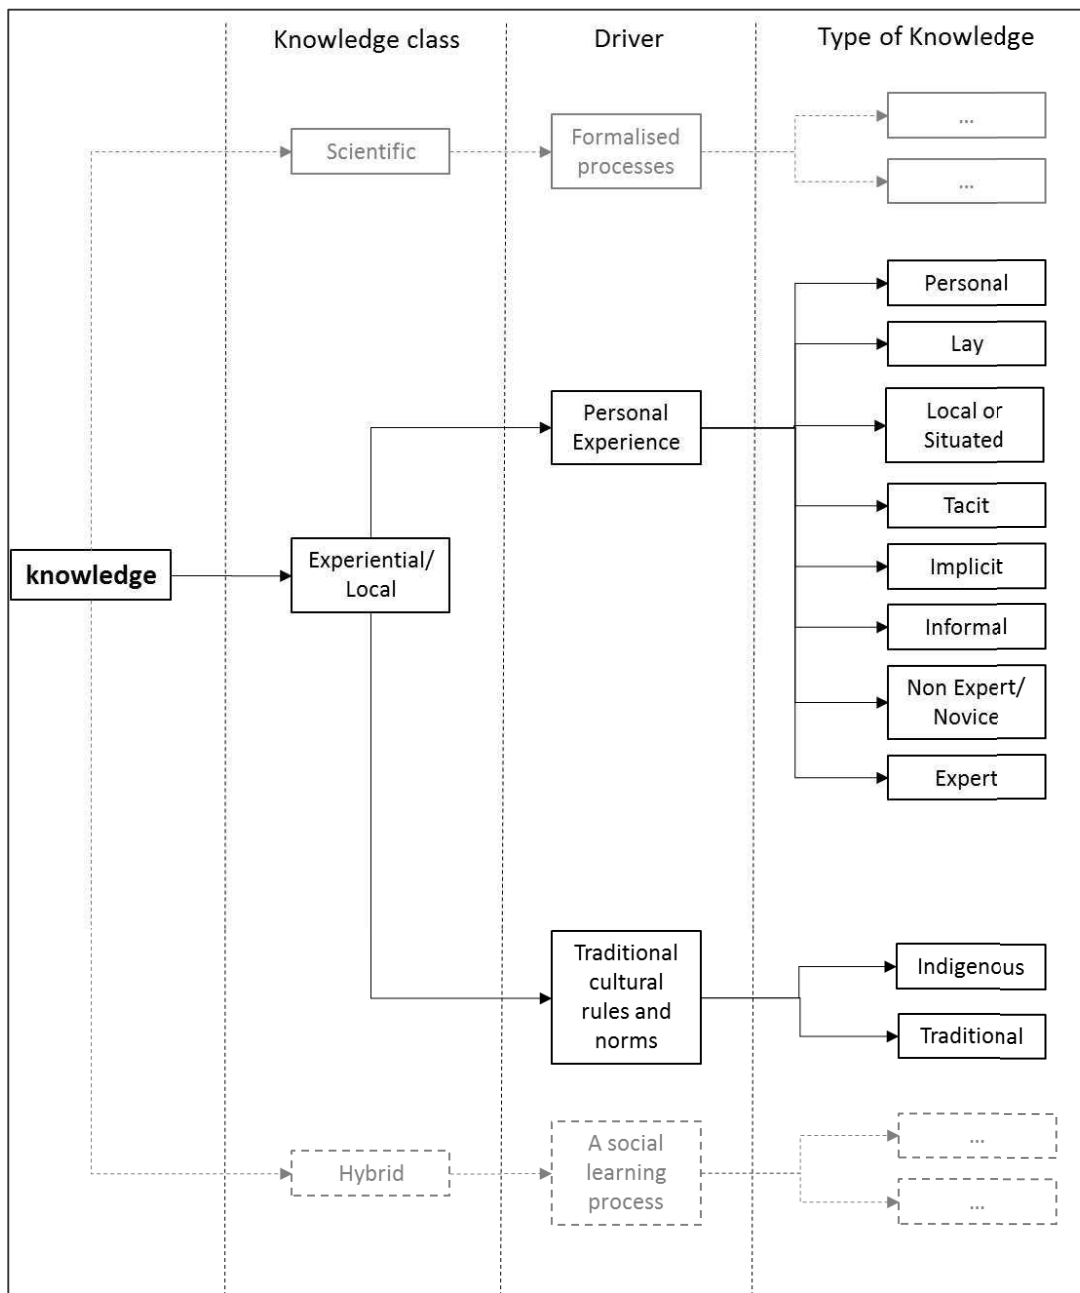 Knowledge class
Driver
Type of Knowledge
Scientific
Formalised
processes
...
...
Personal
Lay
Local or
Situated
Tacit
Implicit
Informal
Non Expert/
Novice
Expert
Personal
Experience
knowledge
Experiential/
Local
Traditional
cultural
rules and
norms
Indigenous
Traditional
Hybrid
A social
learning
process
...
...